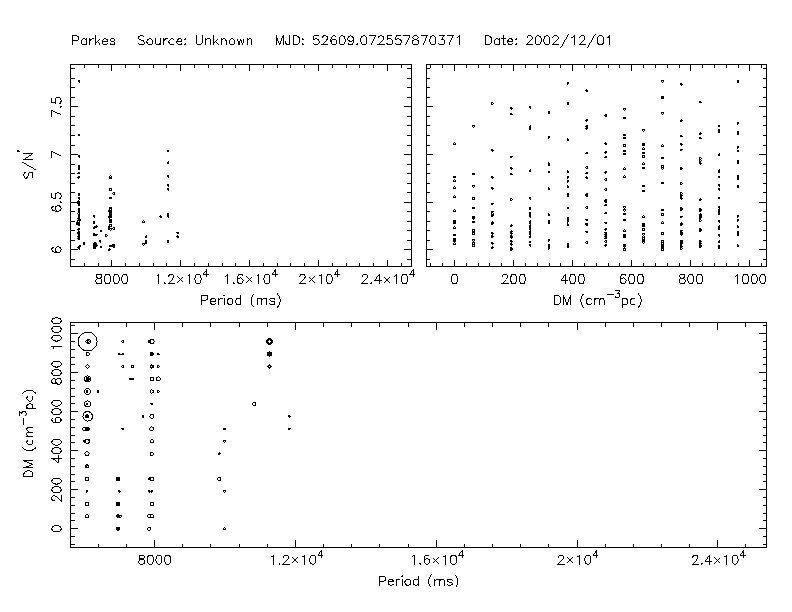 Parkes Source: Unknown MJD: 52609.072557870371 Date: 2002/12/01
S/N'
7.5
7
6.5
6
8000 1.2×10⁴ 1.6×10⁴ 2×10⁴ 2.4×10⁴
Period (ms)
0 200 400 600 800 1000
DM (cm⁻³pc)
DM (cm⁻³pc)
1000
800
600
400
200
0
8000 1.2×10⁴ 1.6×10⁴ 2×10⁴ 2.4×10⁴
Period (ms)